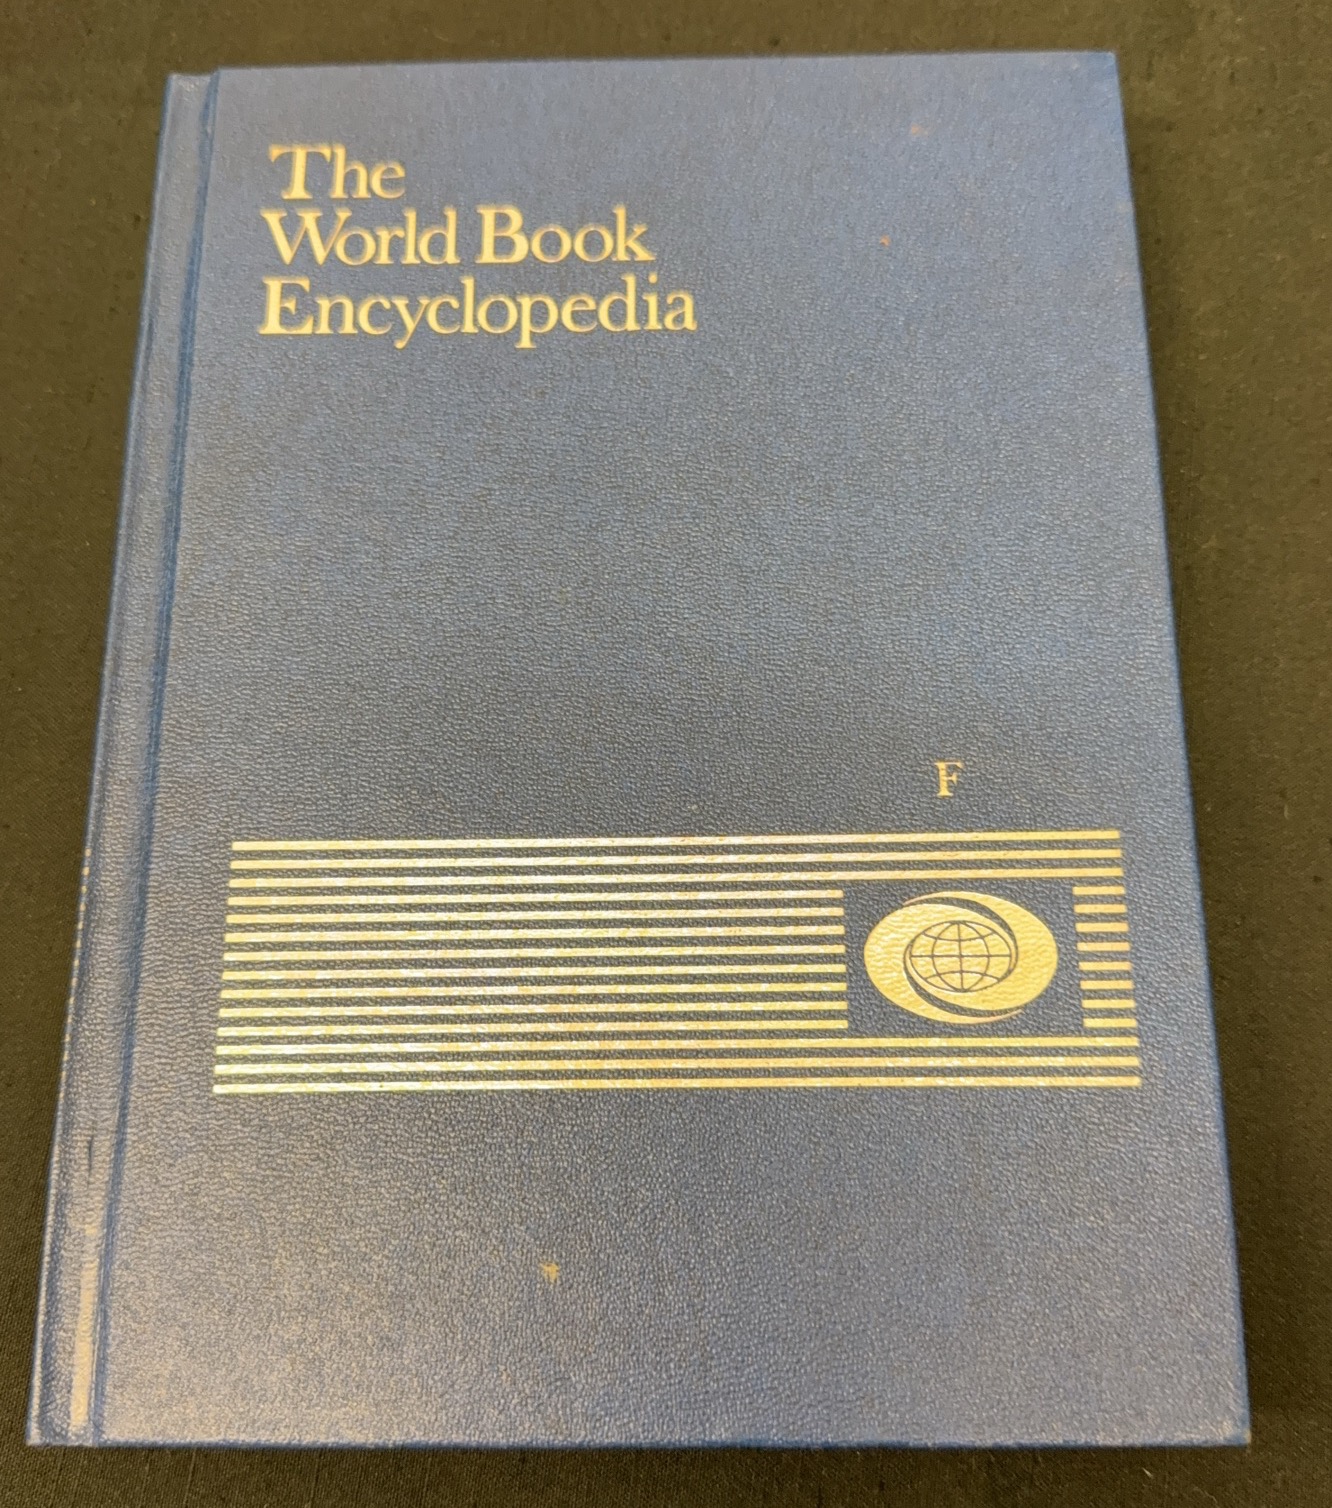 The
World Book
Encyclopedia
F